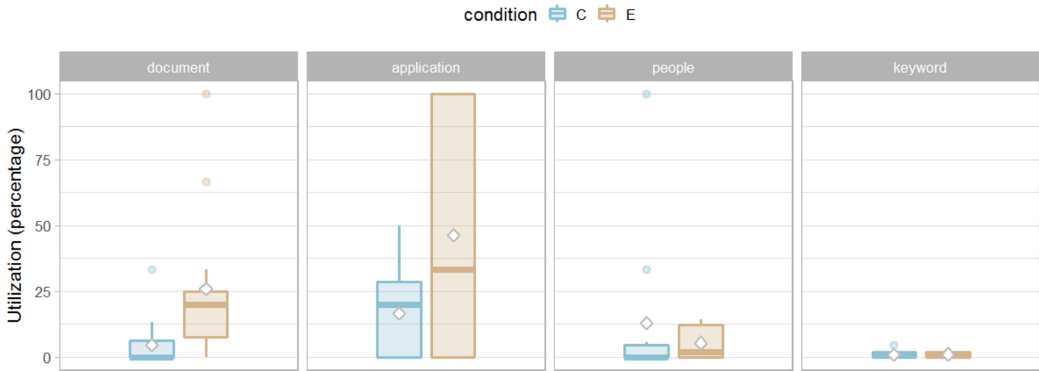 condition C E
document application people keyword
100
75
50
25
0
Utilization (percentage)